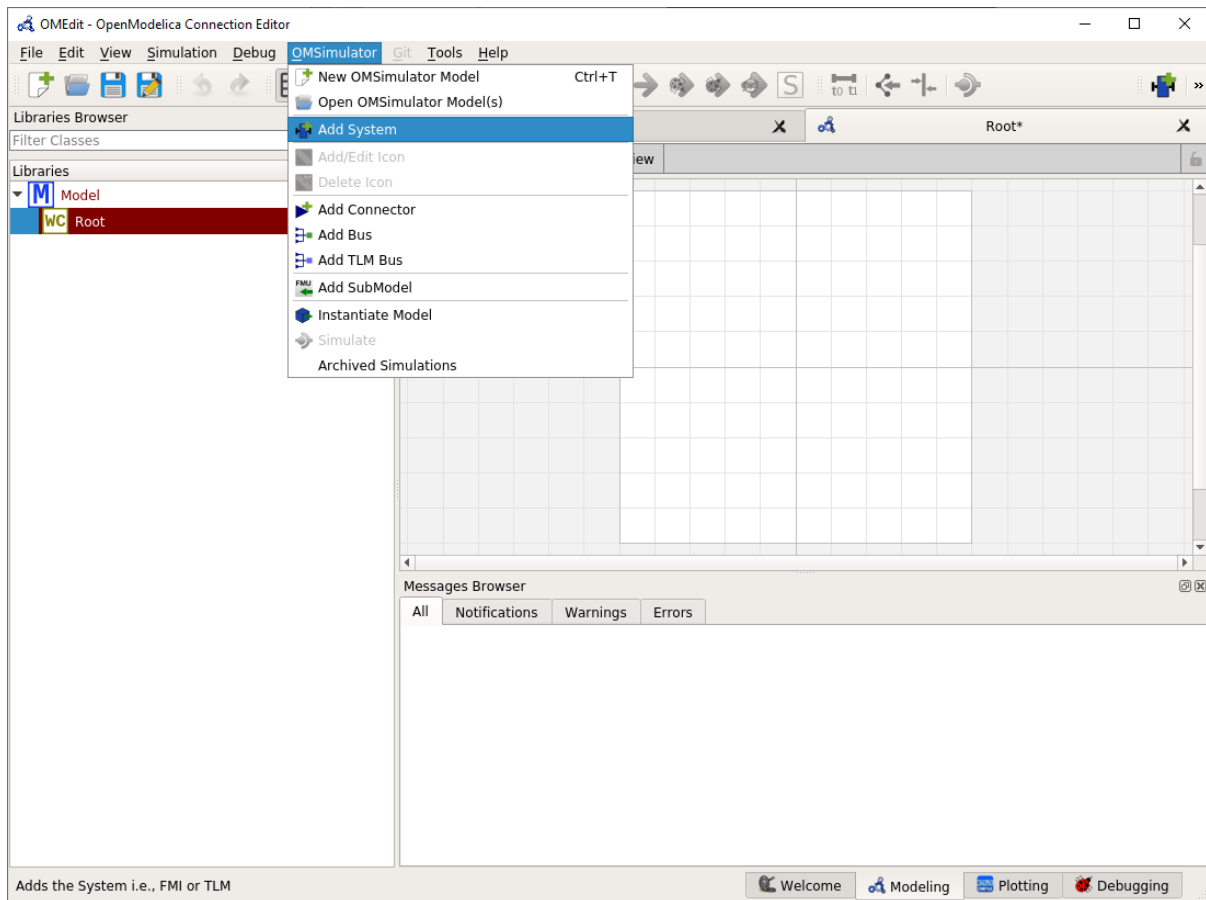 OMEdit - OpenModelica Connection Editor
File Edit View Simulation Debug OMSimulator Git Tools Help
New OMSimulator Model Ctrl+T
Open OMSimulator Model(s)
Add System
Add/Edit Icon
Delete Icon
Add Connector
Add Bus
Add TLM Bus
Add SubModel
Instantiate Model
Simulate
Archived Simulations
S
to t1
»
Libraries Browser
Filter Classes
Libraries
M Model
WC Root
Root*
iew
Messages Browser
All Notifications Warnings Errors
Adds the System i.e., FMI or TLM
Welcome Modeling Plotting Debugging